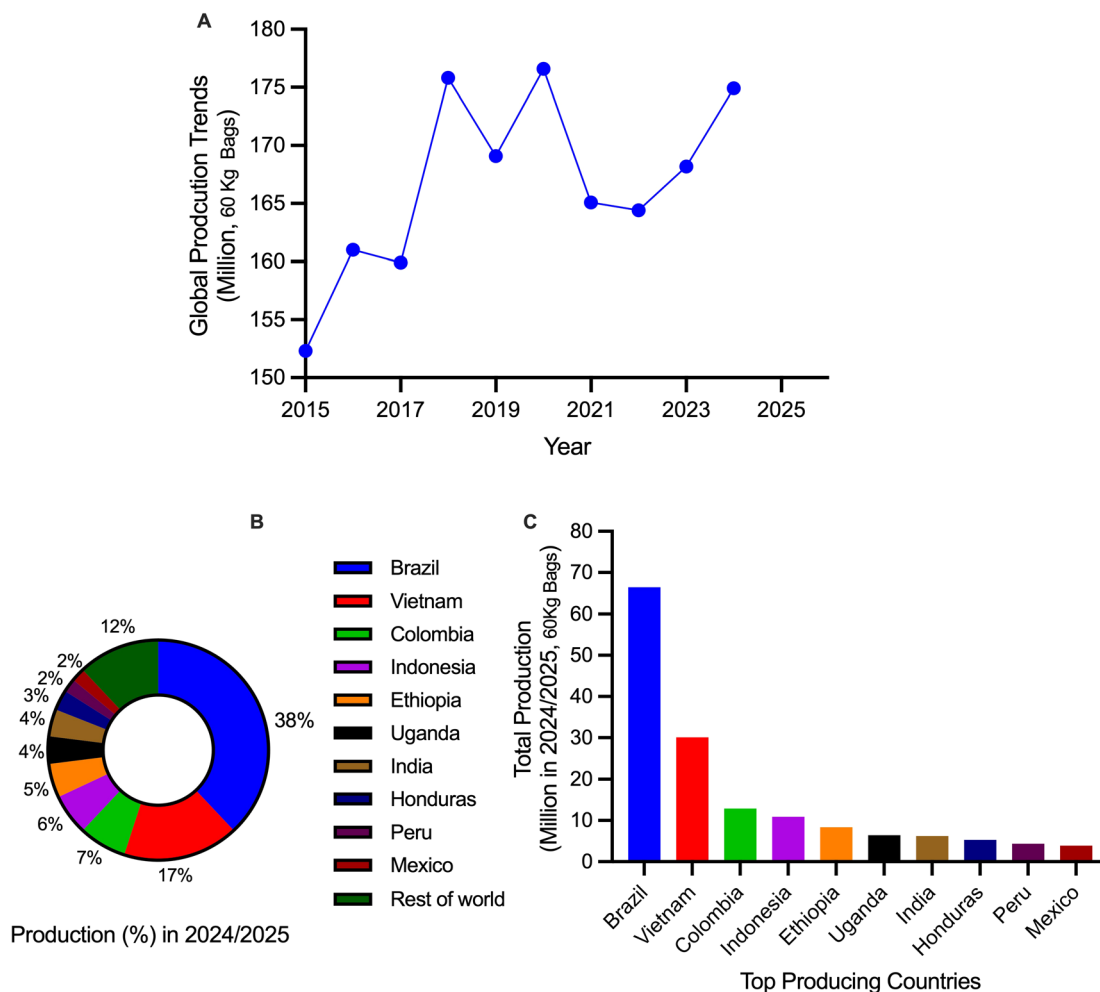 A
Global Prodcution Trends
(Million, 60 Kg Bags)
180
175
170
165
160
155
150
2015
2017
2019
2021
2023
2025
Year
B
12%
2%
2%
3%
4%
4%
5%
6%
7%
17%
38%
Brazil
Vietnam
Colombia
Indonesia
Ethiopia
Uganda
India
Honduras
Peru
Mexico
Rest of world
Production (%) in 2024/2025
C
Total Production
(Million in 2024/2025, 60Kg Bags)
80
70
60
50
40
30
20
10
0
Brazil
Vietnam
Colombia
Indonesia
Ethiopia
Uganda
India
Honduras
Peru
Mexico
Top Producing Countries